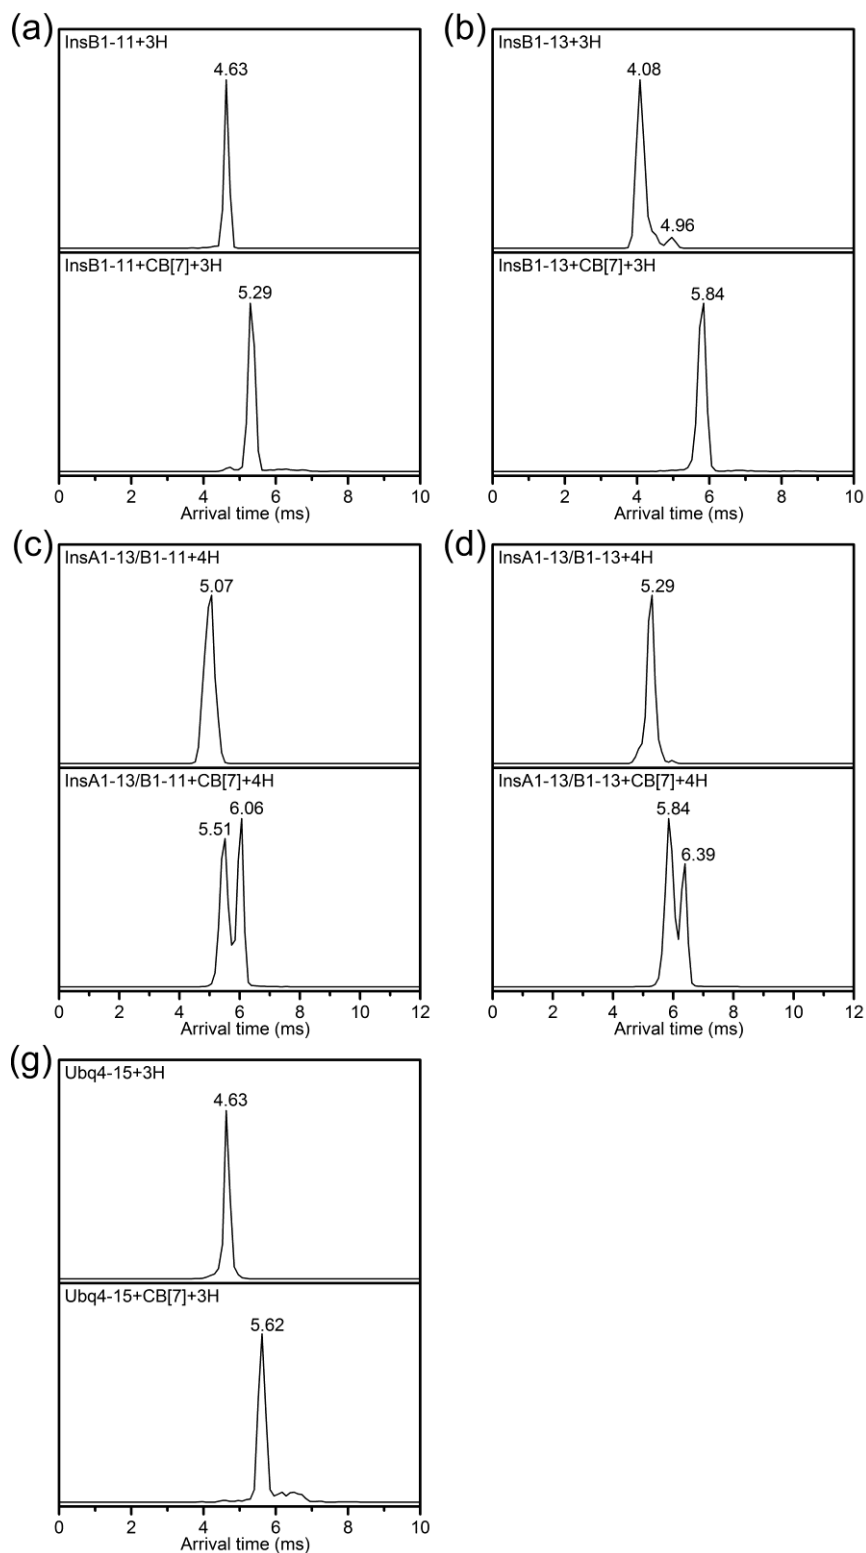 (a)
InsB1-11+3H
4.63
InsB1-11+CB[7]+3H
5.29
0 2 4 6 8 10
Arrival time (ms)
(b)
InsB1-13+3H
4.08
4.96
InsB1-13+CB[7]+3H
5.84
0 2 4 6 8 10
Arrival time (ms)
(c)
InsA1-13/B1-11+4H
5.07
InsA1-13/B1-11+CB[7]+4H
6.06
5.51
0 2 4 6 8 10 12
Arrival time (ms)
(d)
InsA1-13/B1-13+4H
5.29
InsA1-13/B1-13+CB[7]+4H
5.84
6.39
0 2 4 6 8 10 12
Arrival time (ms)
(g)
Ubq4-15+3H
4.63
Ubq4-15+CB[7]+3H
5.62
0 2 4 6 8 10
Arrival time (ms)